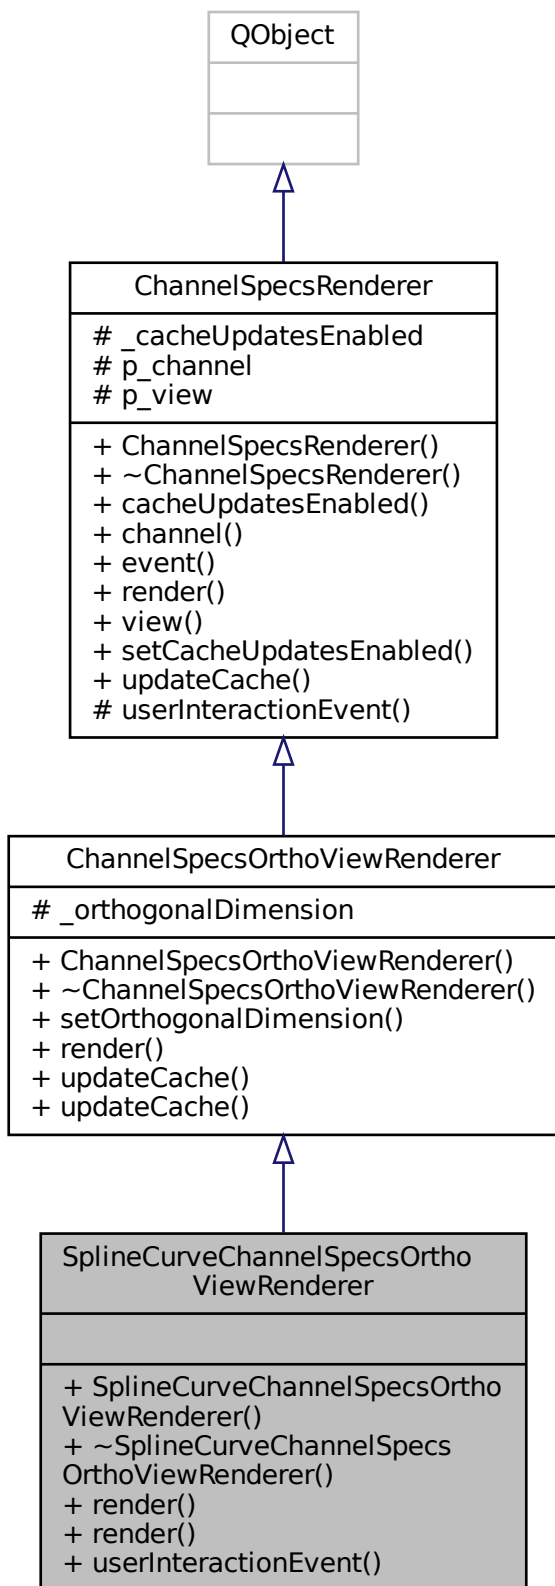 QObject
ChannelSpecsRenderer
# _cacheUpdatesEnabled
# p_channel
# p_view
+ ChannelSpecsRenderer()
+ ~ChannelSpecsRenderer()
+ cacheUpdatesEnabled()
+ channel()
+ event()
+ render()
+ view()
+ setCacheUpdatesEnabled()
+ updateCache()
# userInteractionEvent()
ChannelSpecsOrthoViewRenderer
# _orthogonalDimension
+ ChannelSpecsOrthoViewRenderer()
+ ~ChannelSpecsOrthoViewRenderer()
+ setOrthogonalDimension()
+ render()
+ updateCache()
+ updateCache()
SplineCurveChannelSpecsOrtho
ViewRenderer
+ SplineCurveChannelSpecsOrtho
ViewRenderer()
+ ~SplineCurveChannelSpecs
OrthoViewRenderer()
+ render()
+ render()
+ userInteractionEvent()